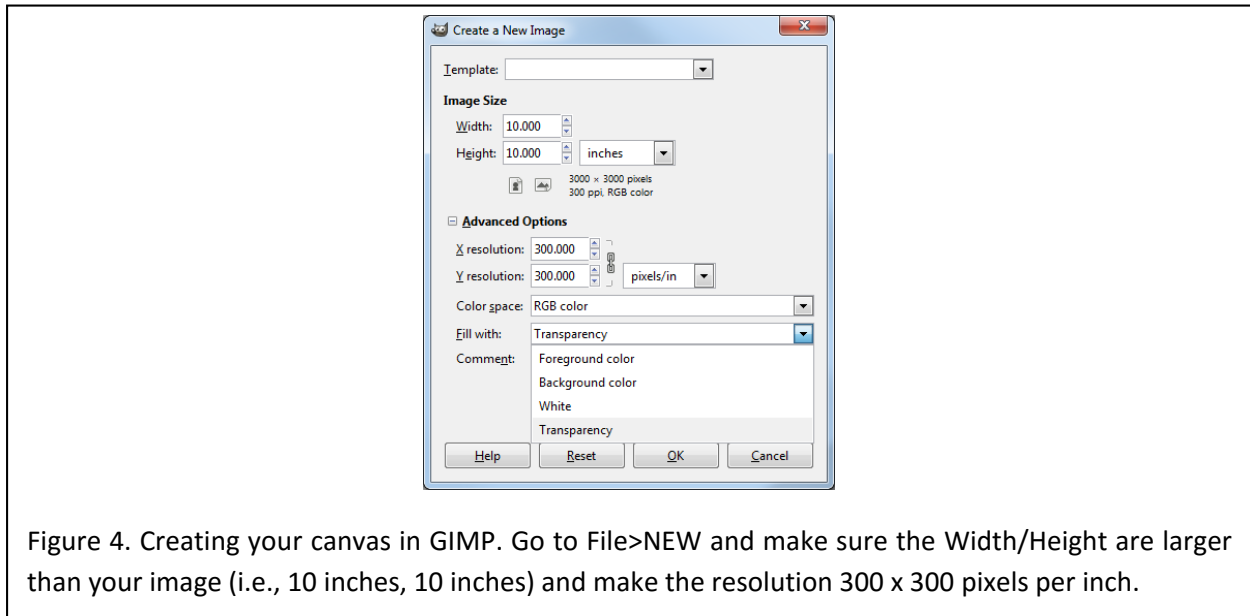 Create a New Image
Template:
Image Size
Width: 10.000
Height: 10.000 inches
3000 × 3000 pixels
300 ppi, RGB color
Advanced Options
X resolution: 300.000
Y resolution: 300.000 pixels/in
Color space: RGB color
Fill with: Transparency
Comment: Foreground color
Background color
White
Transparency
Help Reset OK Cancel
Figure 4. Creating your canvas in GIMP. Go to File>NEW and make sure the Width/Height are larger
than your image (i.e., 10 inches, 10 inches) and make the resolution 300 x 300 pixels per inch.